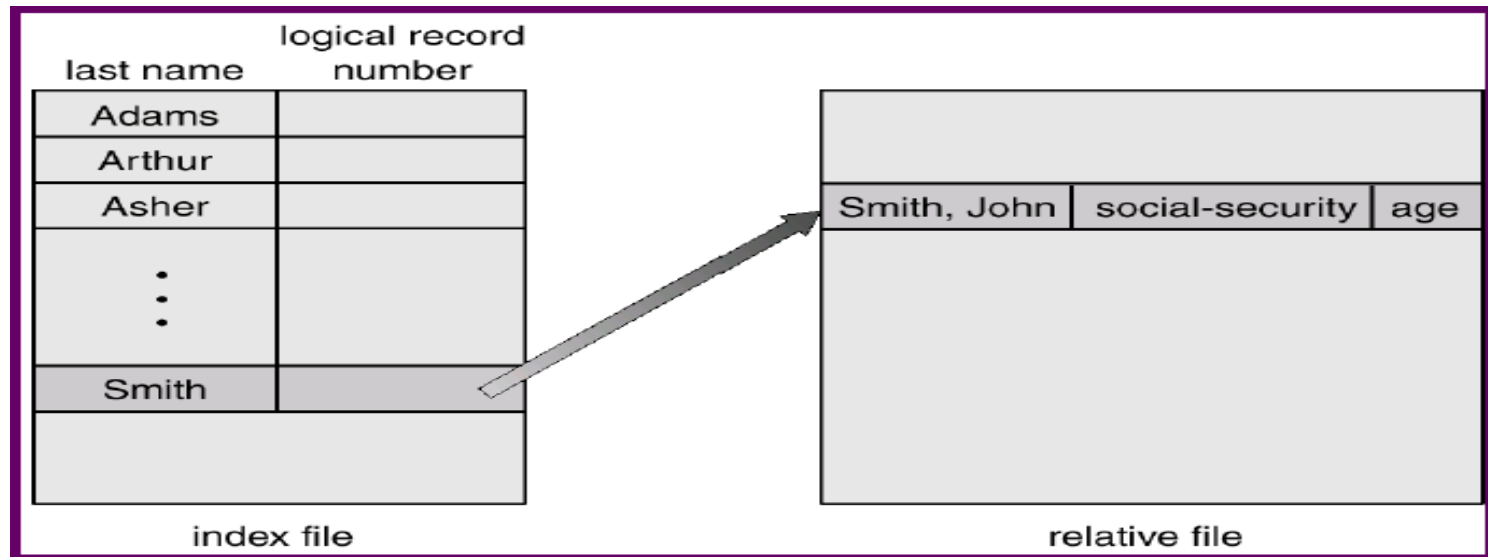 logical record
last name number
Adams
Arthur
Asher
Smith
Smith, John social-security age
index file relative file